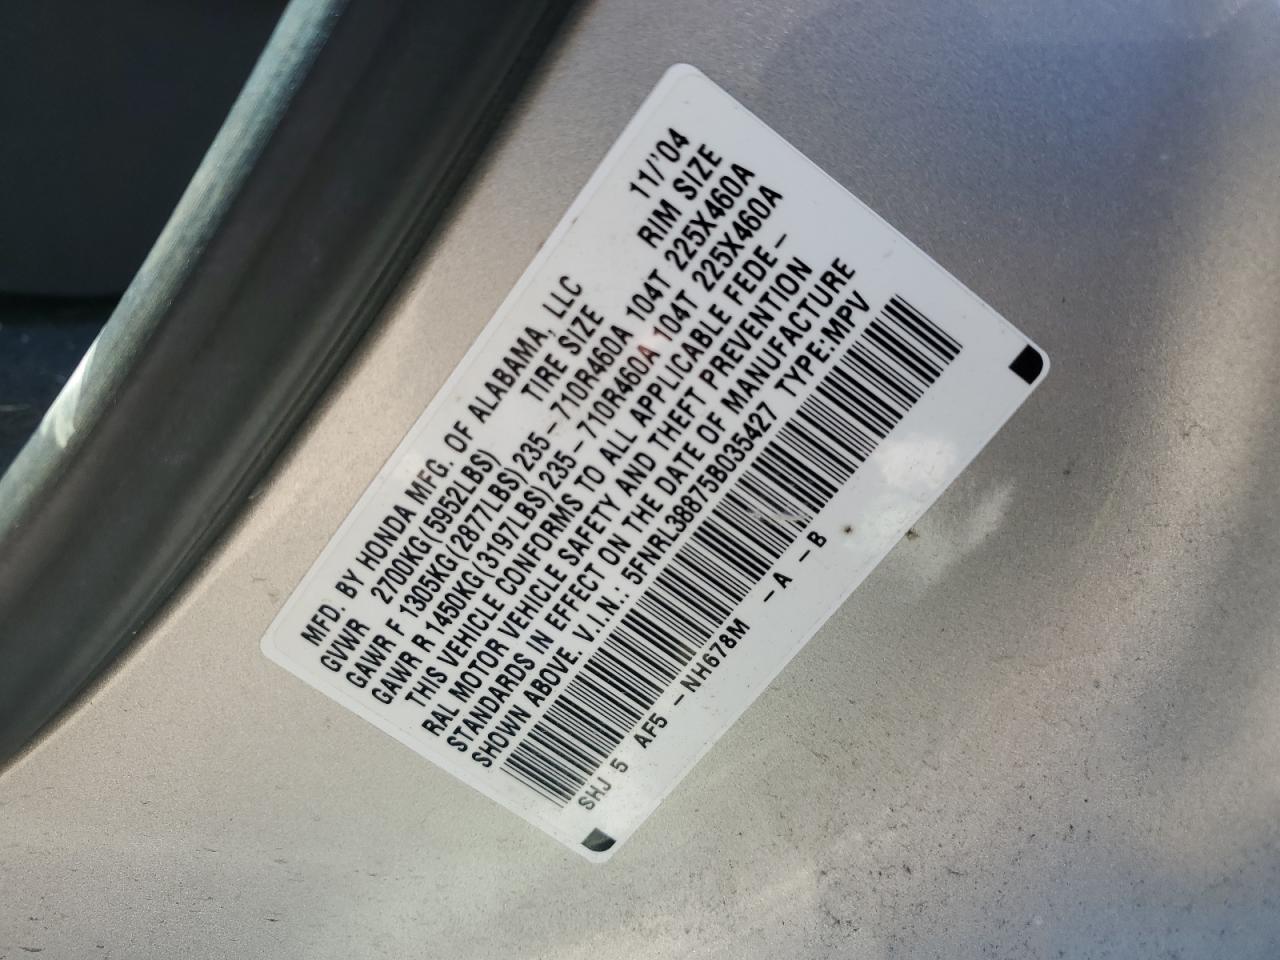 MFD. BY HONDA MFG. OF ALABAMA, LLC 11/'04
GVWR 2700KG(5952LBS) TIRE SIZE RIM SIZE
GAWR F 1305KG(2877LBS) 235-710R460A 104T 225X460A
GAWR R 1450KG(3197LBS) 235-710R460A 104T 225X460A
THIS VEHICLE CONFORMS TO ALL APPLICABLE FEDE-
RAL MOTOR VEHICLE SAFETY AND THEFT PREVENTION
STANDARDS IN EFFECT ON THE DATE OF MANUFACTURE
SHOWN ABOVE. V.I.N.: 5FNRL38875B035427 TYPE:MPV
SHJ 5 AF5 -NH678M -A -B